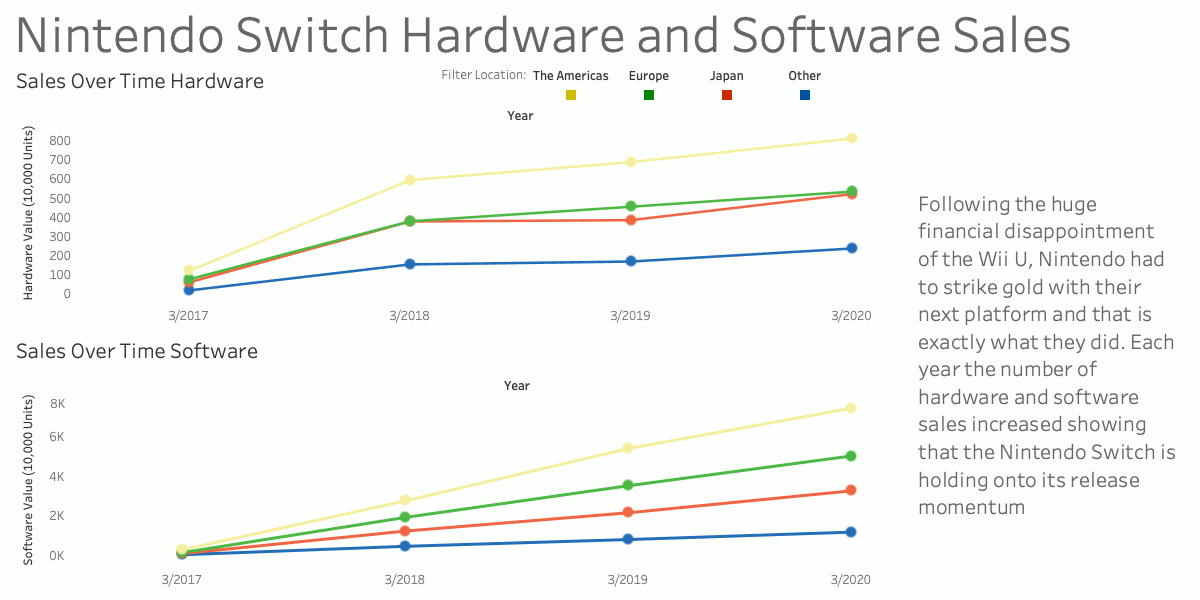 Nintendo Switch Hardware and Software Sales
Sales Over Time Hardware
Filter Location: The Americas Europe Japan Other
Year
Hardware Value (10,000 Units)
800
700
600
500
400
300
200
100
0
3/2017 3/2018 3/2019 3/2020
Sales Over Time Software
Year
Software Value (10,000 Units)
8K
6K
4K
2K
0K
3/2017 3/2018 3/2019 3/2020
Following the huge
financial disappointment
of the Wii U, Nintendo had
to strike gold with their
next platform and that is
exactly what they did. Each
year the number of
hardware and software
sales increased showing
that the Nintendo Switch is
holding onto its release
momentum